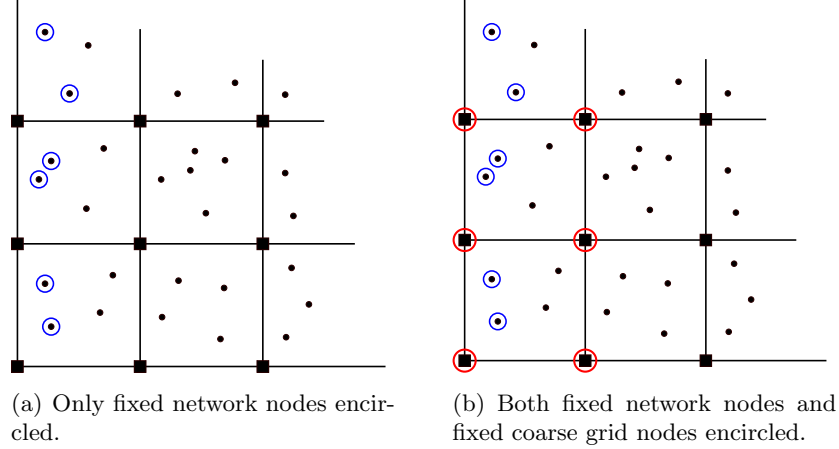 (a) Only fixed network nodes encir-
cled.
(b) Both fixed network nodes and
fixed coarse grid nodes encircled.